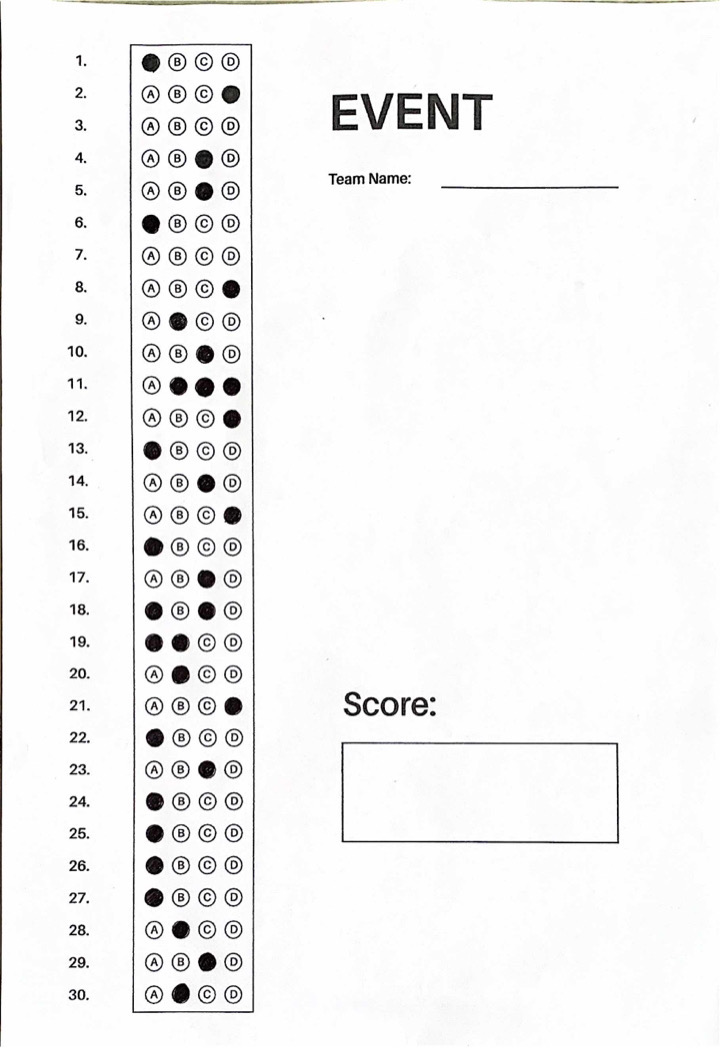 1. B C D
2. A B C
3. A B C D
4. A B D
5. A B D
6. B C D
7. A B C D
8. A B C
9. A C D
10. A B D
11. A
12. A B C
13. B C D
14. A B D
15. A B C
16. B C D
17. A B D
18. B D
19. C D
20. A C D
21. A B C
22. B C D
23. A B D
24. B C D
25. B C D
26. B C D
27. B C D
28. A C D
29. A B D
30. A C D
EVENT
Team Name:
Score: